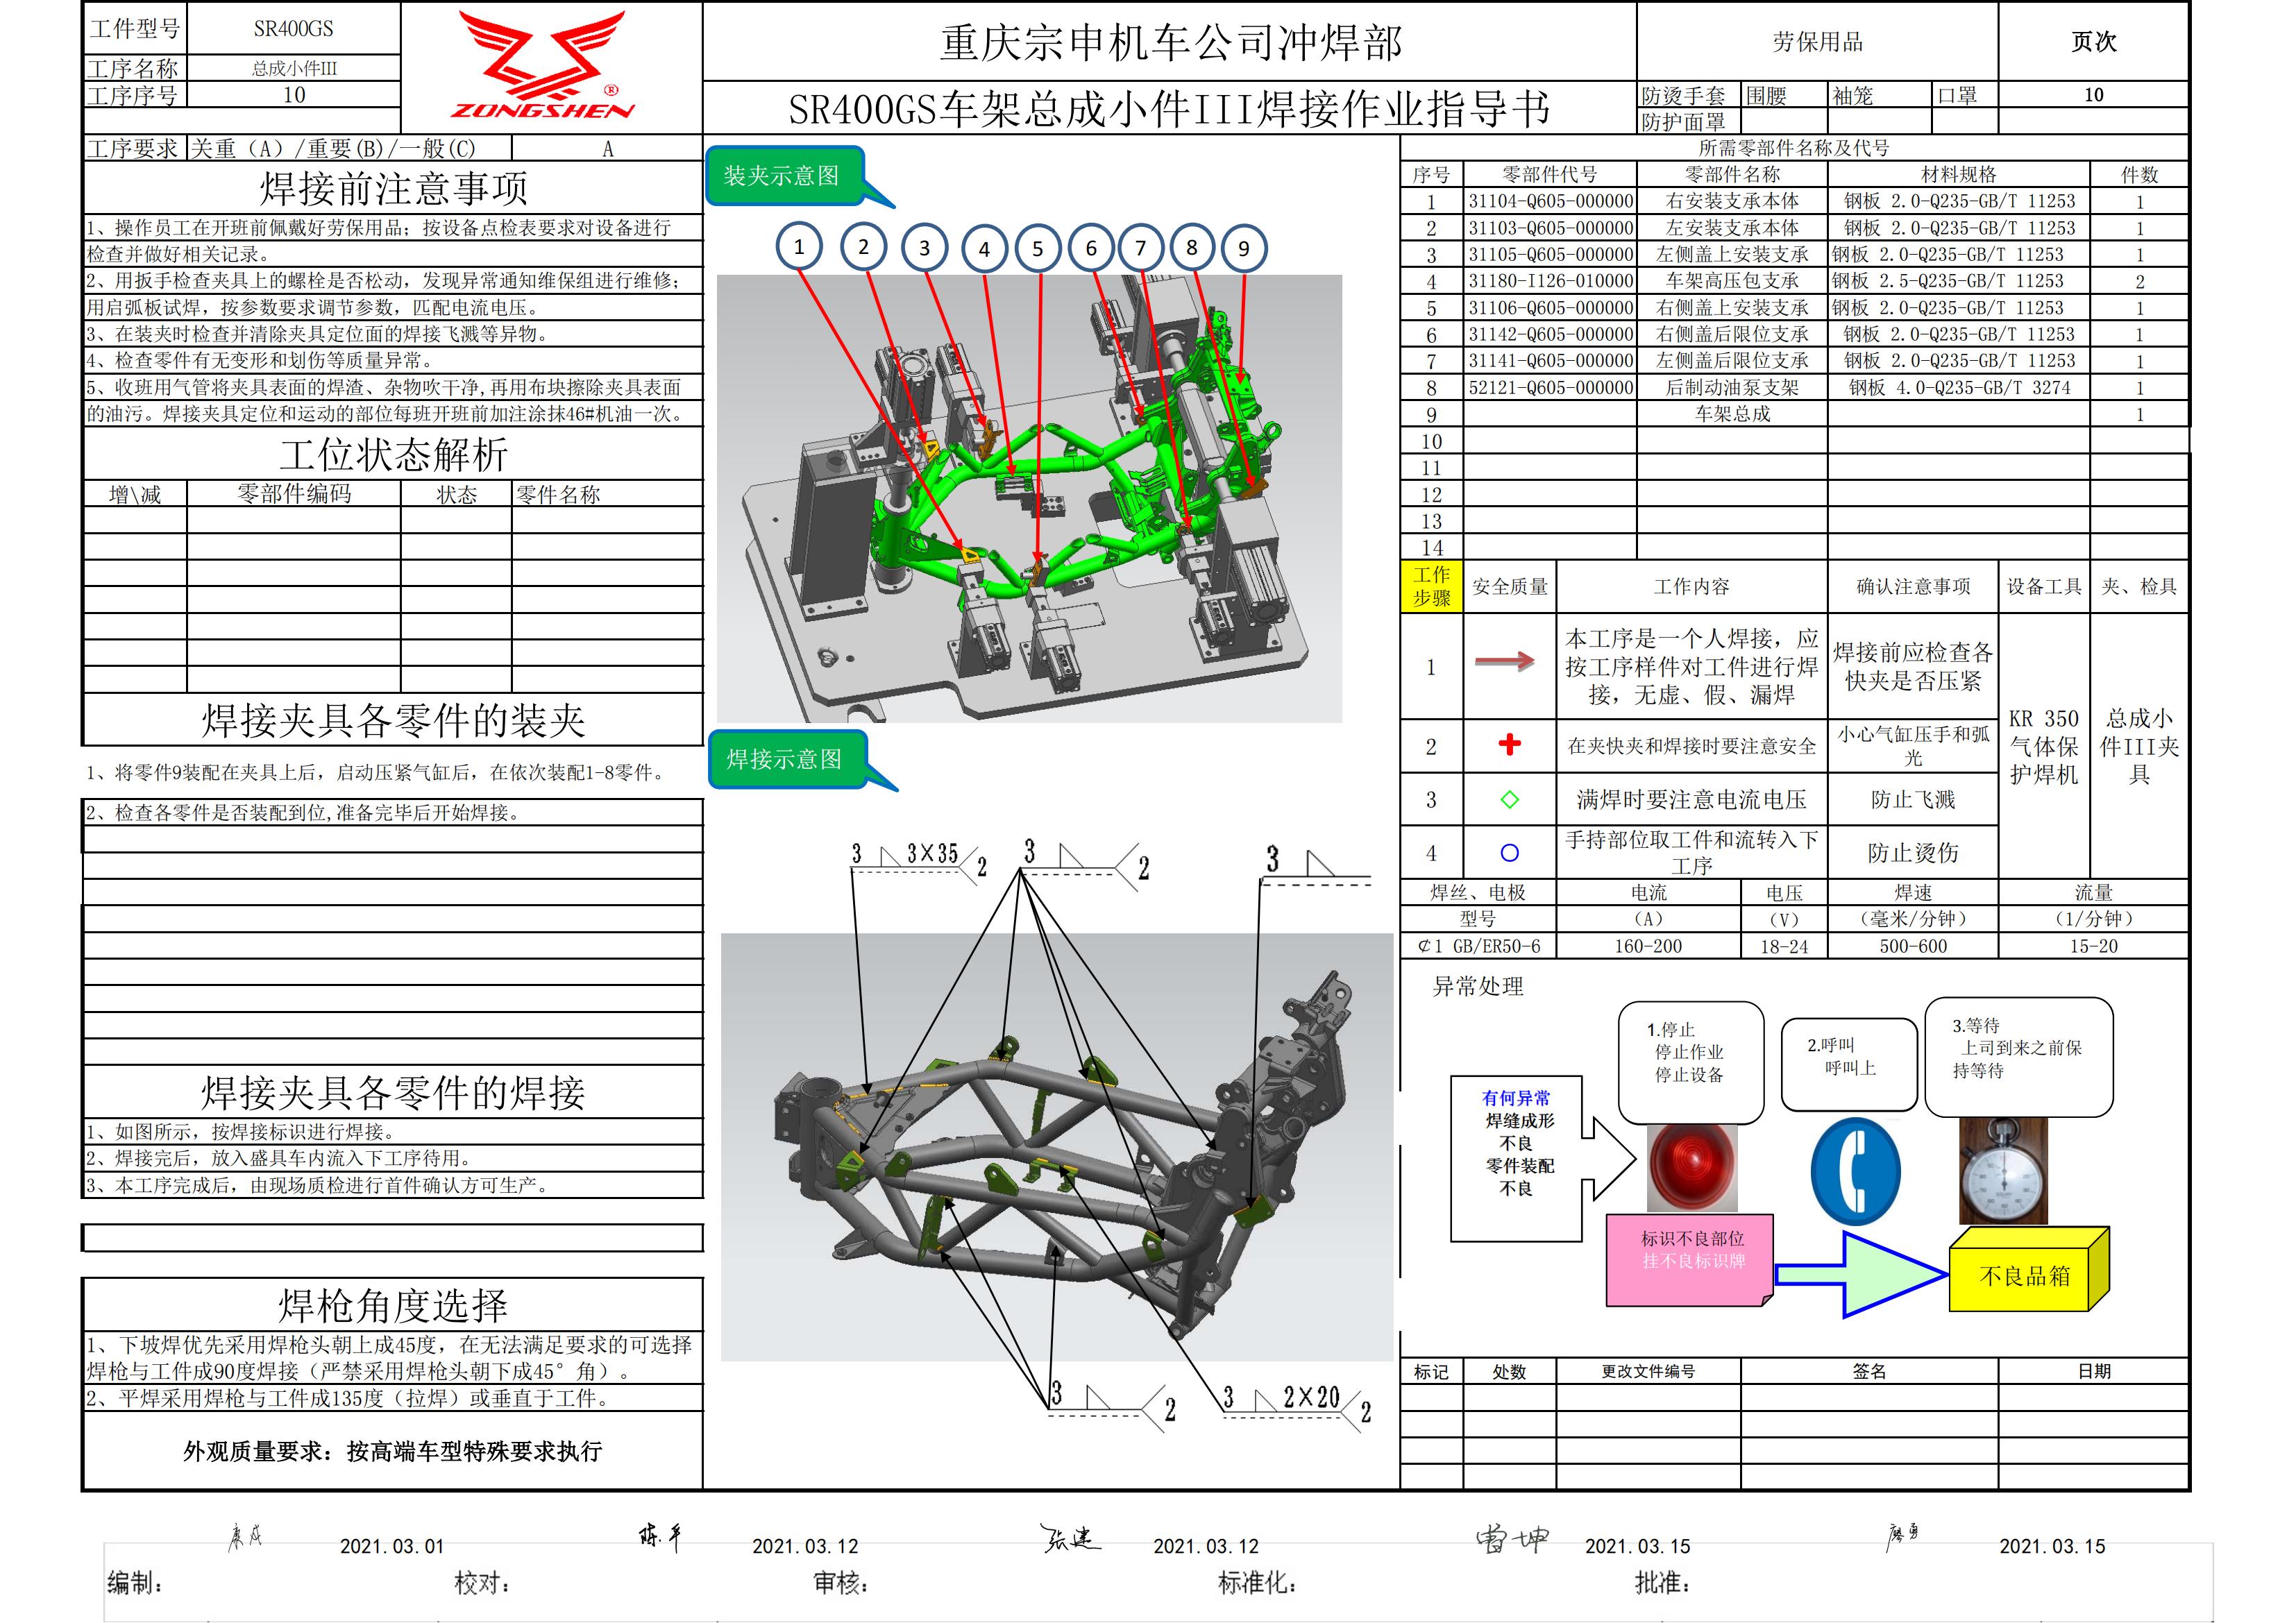 工件型号 SR400GS
工序名称 总成小件III
工序序号 10
ZONGSHEN ®
重庆宗申机车公司冲焊部
SR400GS车架总成小件III焊接作业指导书
劳保用品 页次
防烫手套 围腰 袖笼 口罩 10
防护面罩
工序要求 关重（A）/重要(B)/一般(C) A
焊接前注意事项
1、操作员工在开班前佩戴好劳保用品；按设备点检表要求对设备进行
检查并做好相关记录。
2、用扳手检查夹具上的螺栓是否松动，发现异常通知维保组进行维修；
用启弧板试焊，按参数要求调节参数，匹配电流电压。
3、在装夹时检查并清除夹具定位面的焊接飞溅等异物。
4、检查零件有无变形和划伤等质量异常。
5、收班用气管将夹具表面的焊渣、杂物吹干净,再用布块擦除夹具表面
的油污。焊接夹具定位和运动的部位每班开班前加注涂抹46#机油一次。
工位状态解析
增\减 零部件编码 状态 零件名称
焊接夹具各零件的装夹
1、将零件9装配在夹具上后，启动压紧气缸后，在依次装配1-8零件。
2、检查各零件是否装配到位,准备完毕后开始焊接。
焊接夹具各零件的焊接
1、如图所示，按焊接标识进行焊接。
2、焊接完后，放入盛具车内流入下工序待用。
3、本工序完成后，由现场质检进行首件确认方可生产。
焊枪角度选择
1、下坡焊优先采用焊枪头朝上成45度，在无法满足要求的可选择
焊枪与工件成90度焊接（严禁采用焊枪头朝下成45°角）。
2、平焊采用焊枪与工件成135度（拉焊）或垂直于工件。
外观质量要求：按高端车型特殊要求执行
装夹示意图
1 2 3 4 5 6 7 8 9
焊接示意图
3 3×35 2
3 2
3
3 2
3 2×20 2
所需零部件名称及代号
序号 零部件代号 零部件名称 材料规格 件数
1 31104-Q605-000000 右安装支承本体 钢板 2.0-Q235-GB/T 11253 1
2 31103-Q605-000000 左安装支承本体 钢板 2.0-Q235-GB/T 11253 1
3 31105-Q605-000000 左侧盖上安装支承 钢板 2.0-Q235-GB/T 11253 1
4 31180-I126-010000 车架高压包支承 钢板 2.5-Q235-GB/T 11253 2
5 31106-Q605-000000 右侧盖上安装支承 钢板 2.0-Q235-GB/T 11253 1
6 31142-Q605-000000 右侧盖后限位支承 钢板 2.0-Q235-GB/T 11253 1
7 31141-Q605-000000 左侧盖后限位支承 钢板 2.0-Q235-GB/T 11253 1
8 52121-Q605-000000 后制动油泵支架 钢板 4.0-Q235-GB/T 3274 1
9 车架总成 1
10
11
12
13
14
工作步骤 安全质量 工作内容 确认注意事项 设备工具 夹、检具
1 本工序是一个人焊接，应按工序样件对工件进行焊接，无虚、假、漏焊 焊接前应检查各快夹是否压紧
KR 350气体保护焊机 总成小件III夹具
2 在夹快夹和焊接时要注意安全 小心气缸压手和弧光
3 满焊时要注意电流电压 防止飞溅
4 手持部位取工件和流转入下工序 防止烫伤
焊丝、电极 电流 电压 焊速 流量
型号 （A） （V） （毫米/分钟） （1/分钟）
¢1 GB/ER50-6 160-200 18-24 500-600 15-20
异常处理
有何异常
焊缝成形
不良
零件装配
不良
1.停止
停止作业
停止设备
2.呼叫
呼叫上
3.等待
上司到来之前保
持等待
标识不良部位
挂不良标识牌
不良品箱
标记 处数 更改文件编号 签名 日期
2021.03.01 陈平 2021.03.12 张建 2021.03.12 雷坤 2021.03.15 廖勇 2021.03.15
编制： 校对： 审核： 标准化： 批准：